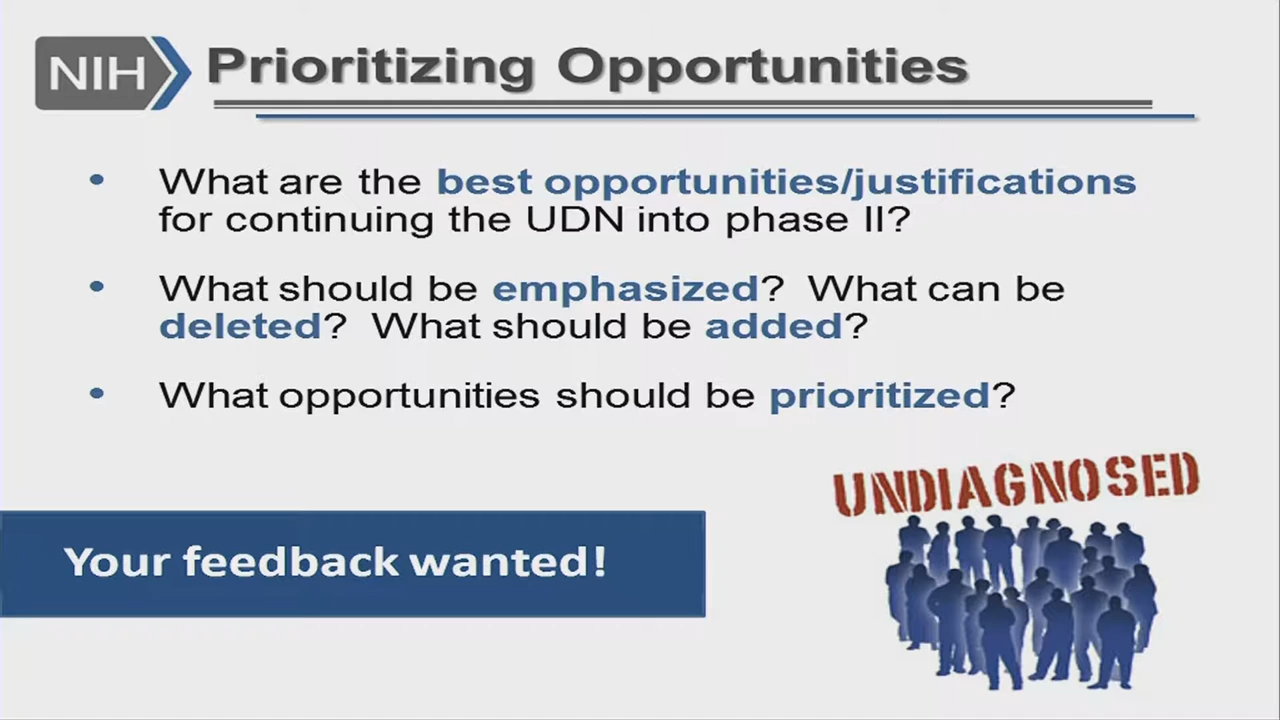 NIH
Prioritizing Opportunities
• What are the best opportunities/justifications
for continuing the UDN into phase II?
• What should be emphasized? What can be
deleted? What should be added?
• What opportunities should be prioritized?
UNDIAGNOSED
Your feedback wanted!